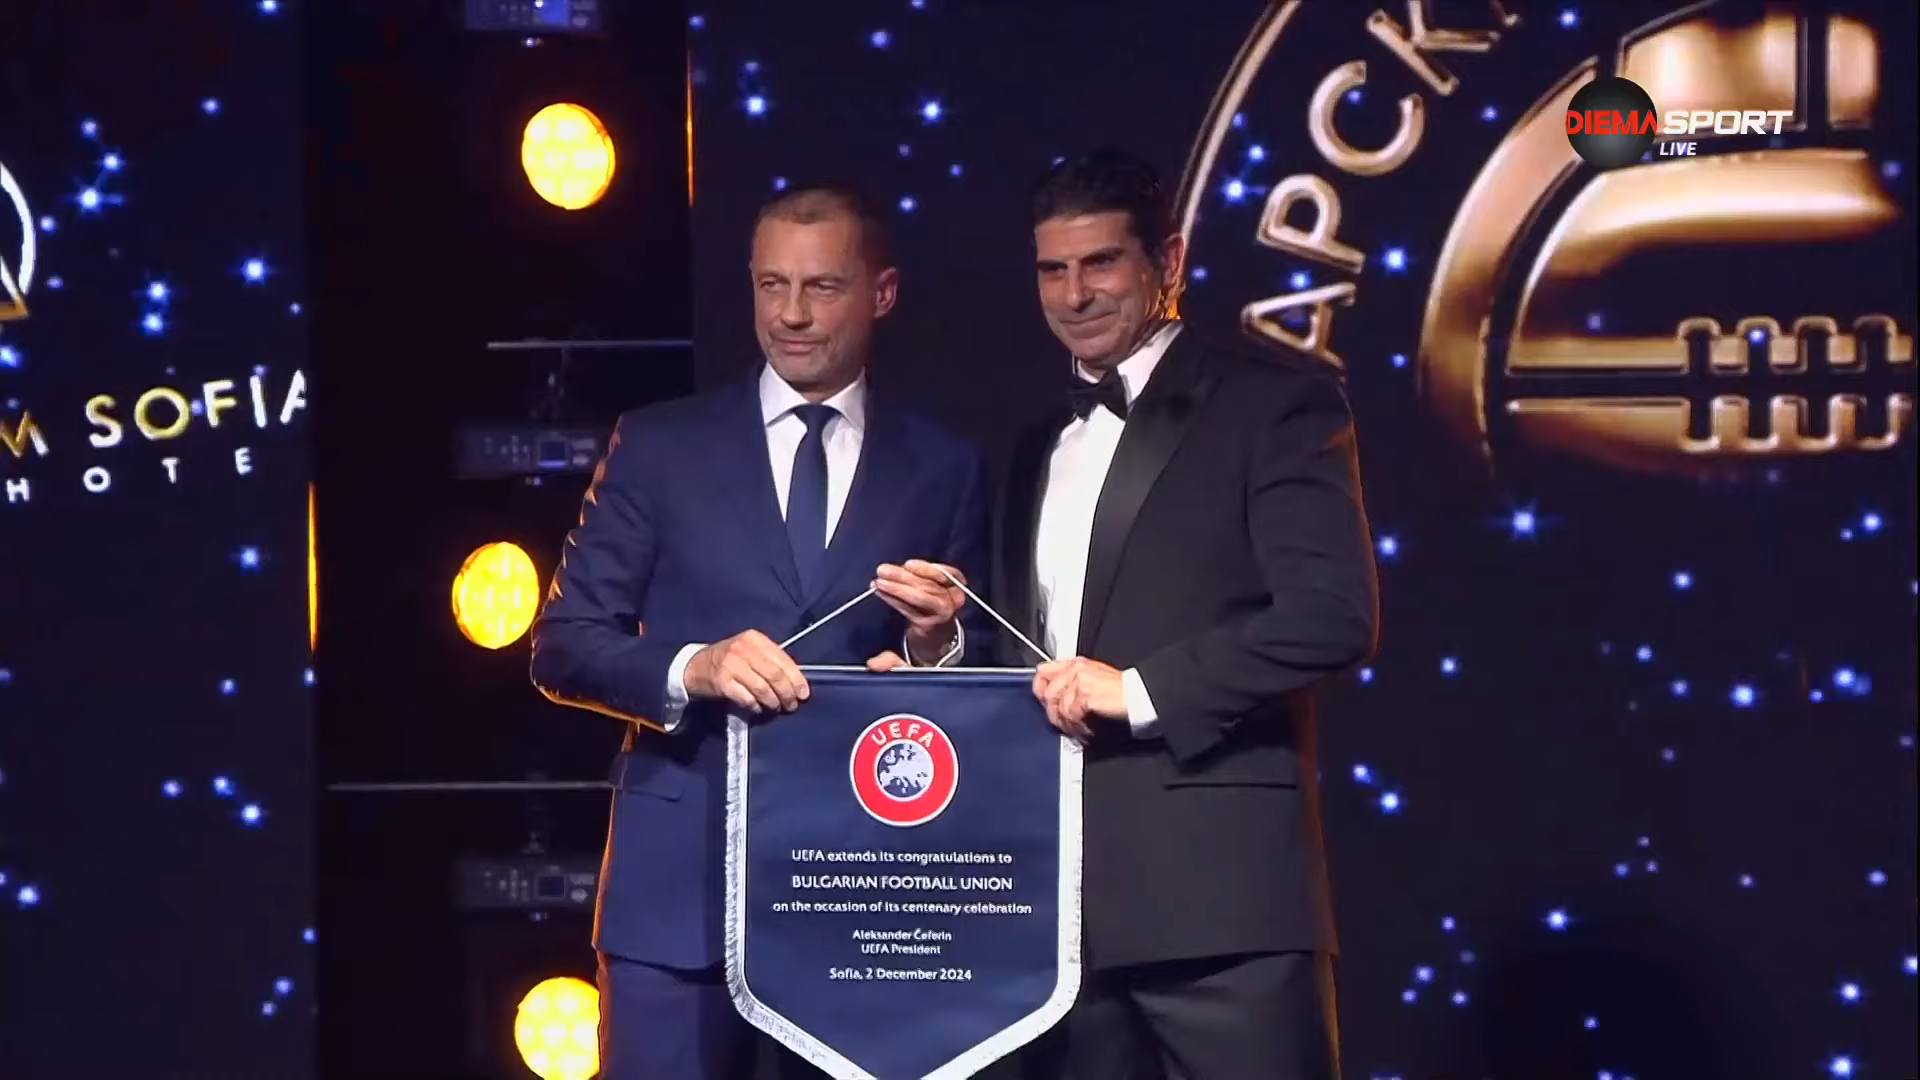 DIEMA SPORT
LIVE
АРСК
M SOFIA
HOTE
UEFA
UEFA extends its congratulations to
BULGARIAN FOOTBALL UNION
on the occasion of its centenary celebration
Aleksander Čeferin
UEFA President
Sofia, 2 December 2024